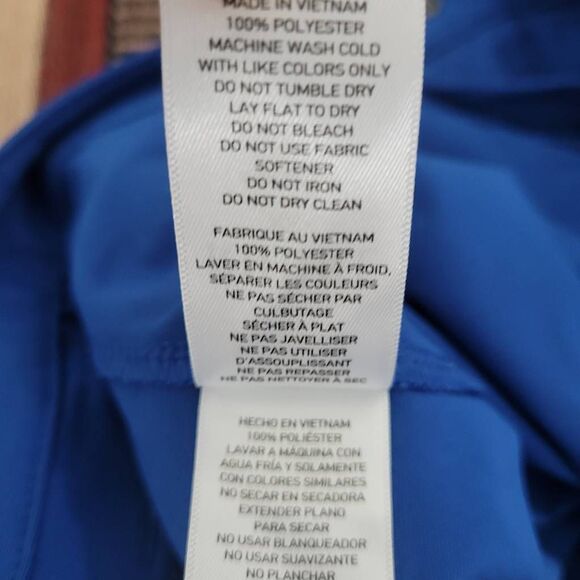 MADE IN VIETNAM
100% POLYESTER
MACHINE WASH COLD
WITH LIKE COLORS ONLY
DO NOT TUMBLE DRY
LAY FLAT TO DRY
DO NOT BLEACH
DO NOT USE FABRIC
SOFTENER
DO NOT IRON
DO NOT DRY CLEAN
FABRIQUE AU VIETNAM
100% POLYESTER
LAVER EN MACHINE À FROID,
SÉPARER LES COULEURS
NE PAS SÉCHER PAR
CULBUTAGE
SÉCHER À PLAT
NE PAS JAVELLISER
NE PAS UTILISER
D'ASSOUPLISSANT
NE PAS REPASSER
NE PAS NETTOYER À SEC
HECHO EN VIETNAM
100% POLIÉSTER
LAVAR A MÁQUINA CON
AGUA FRÍA Y SOLAMENTE
CON COLORES SIMILARES
NO SECAR EN SECADORA
EXTENDER PLANO
PARA SECAR
NO USAR BLANQUEADOR
NO USAR SUAVIZANTE
NO PLANCHAR